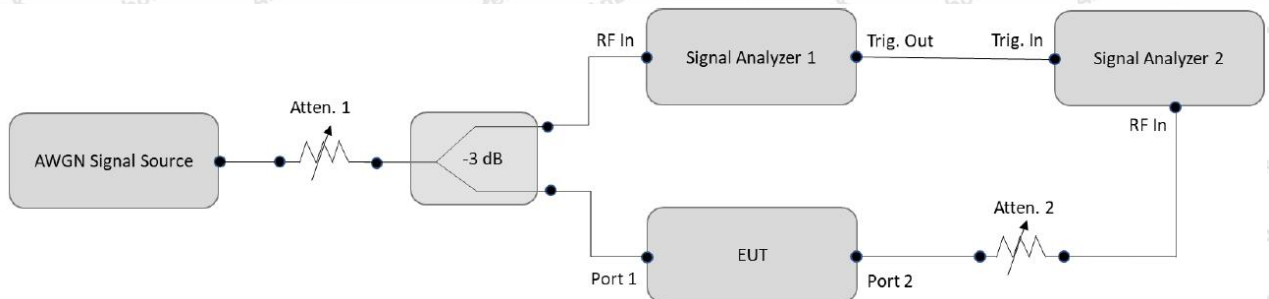 RF In
Signal Analyzer 1
Trig. Out
Trig. In
Signal Analyzer 2
RF In
Atten. 1
AWGN Signal Source
-3 dB
Atten. 2
EUT
Port 1
Port 2